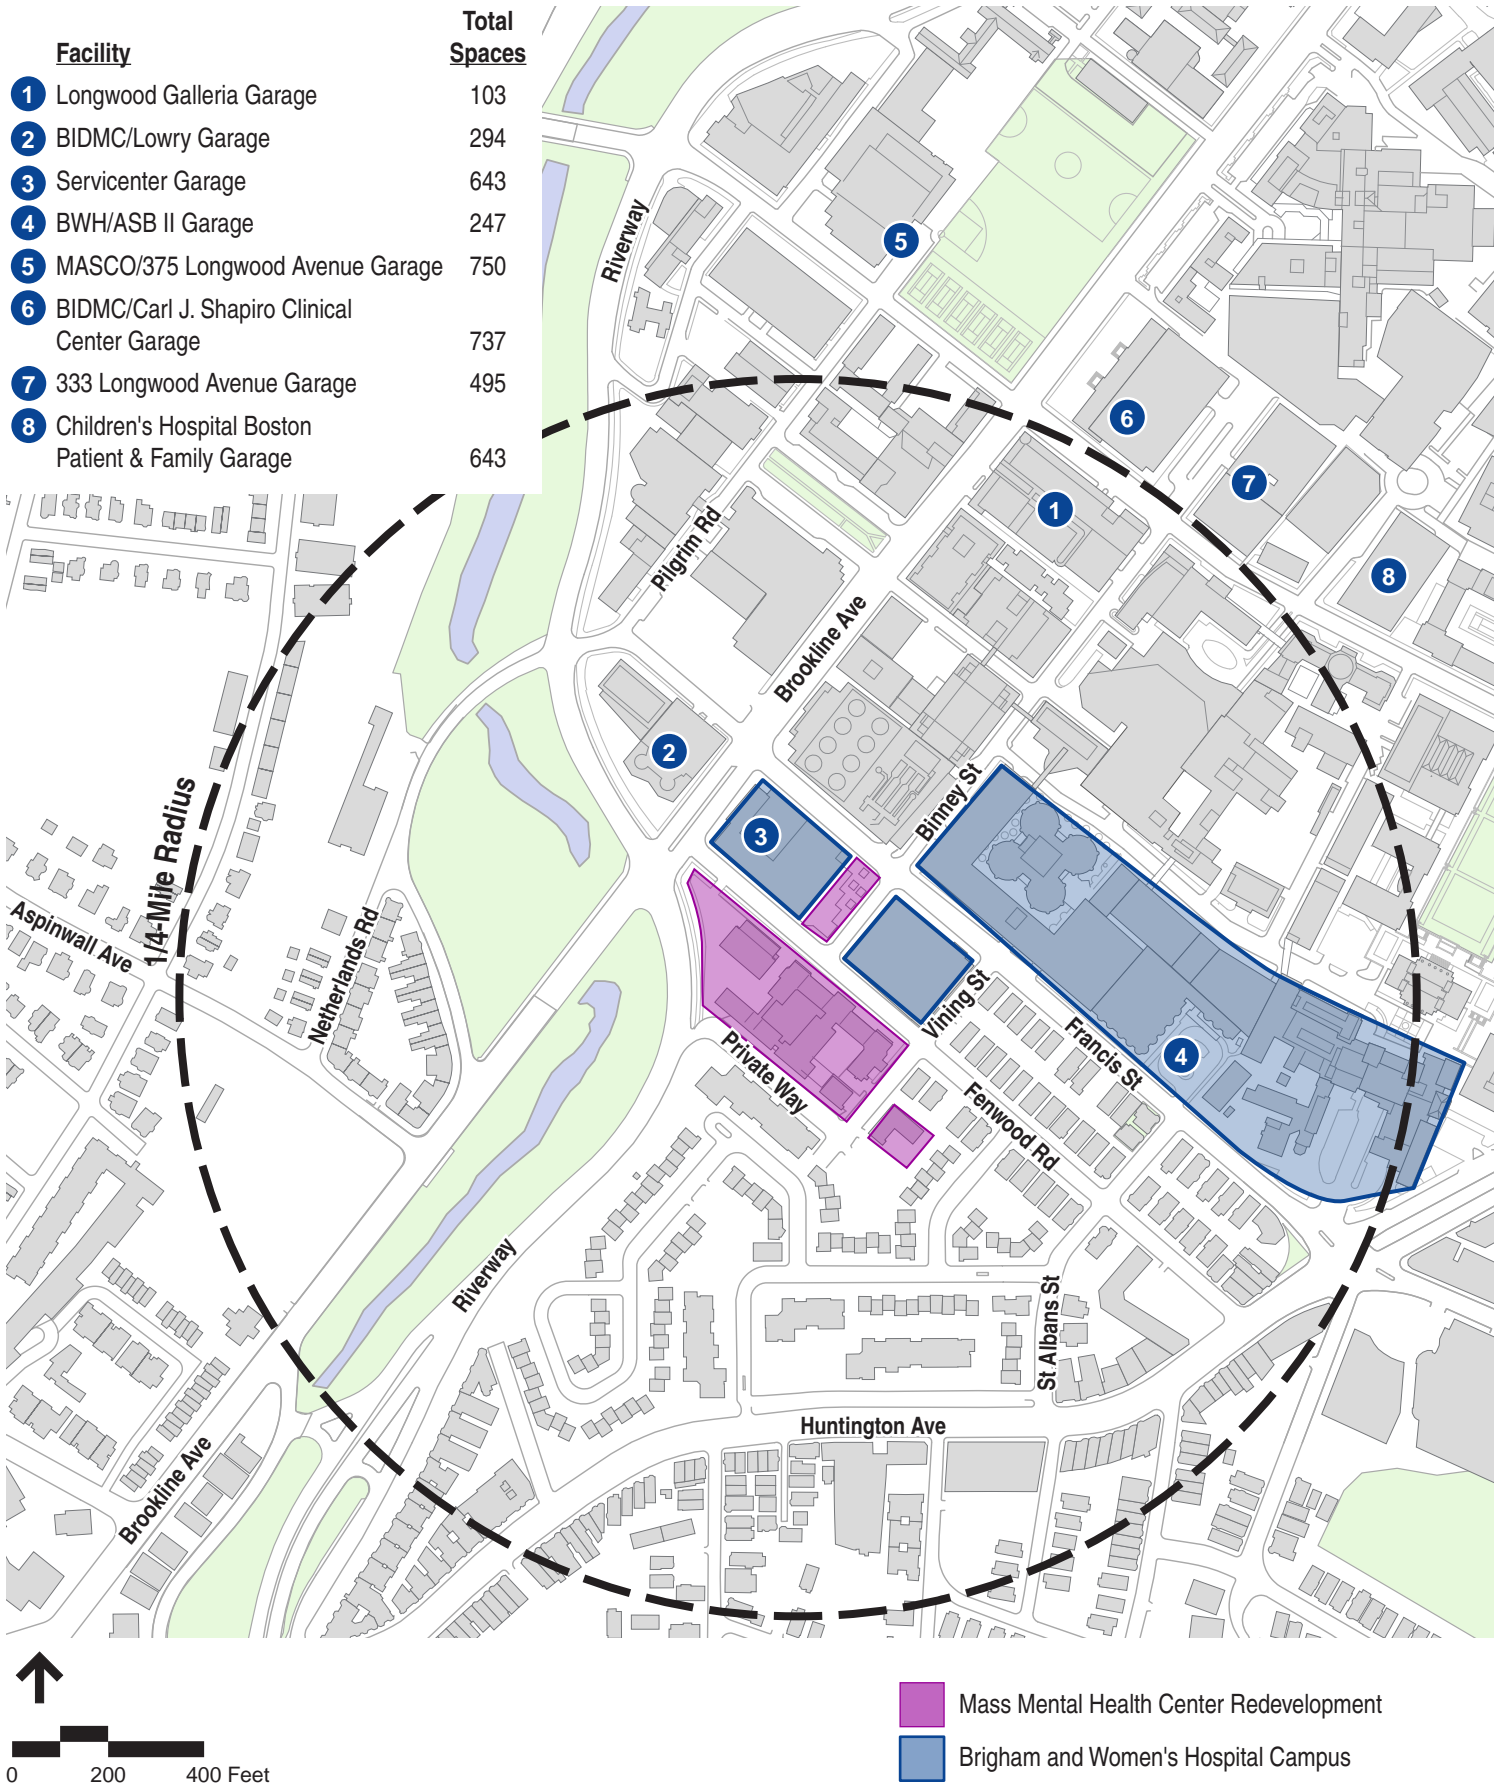 Total
Facility Spaces
1 Longwood Galleria Garage 103
2 BIDMC/Lowry Garage 294
3 Servicenter Garage 643
4 BWH/ASB II Garage 247
5 MASCO/375 Longwood Avenue Garage 750
6 BIDMC/Carl J. Shapiro Clinical
Center Garage 737
7 333 Longwood Avenue Garage 495
8 Children's Hospital Boston
Patient & Family Garage 643
Riverway
5
6
7
1
8
Pilgrim Rd
Brookline Ave
2
Binney St
3
1/4-Mile Radius
Aspinwall Ave
Netherlands Rd
Vining St
Francis St
4
Private Way
Fenwood Rd
Riverway
St Albans St
Huntington Ave
Brookline Ave
0 200 400 Feet
Mass Mental Health Center Redevelopment
Brigham and Women's Hospital Campus